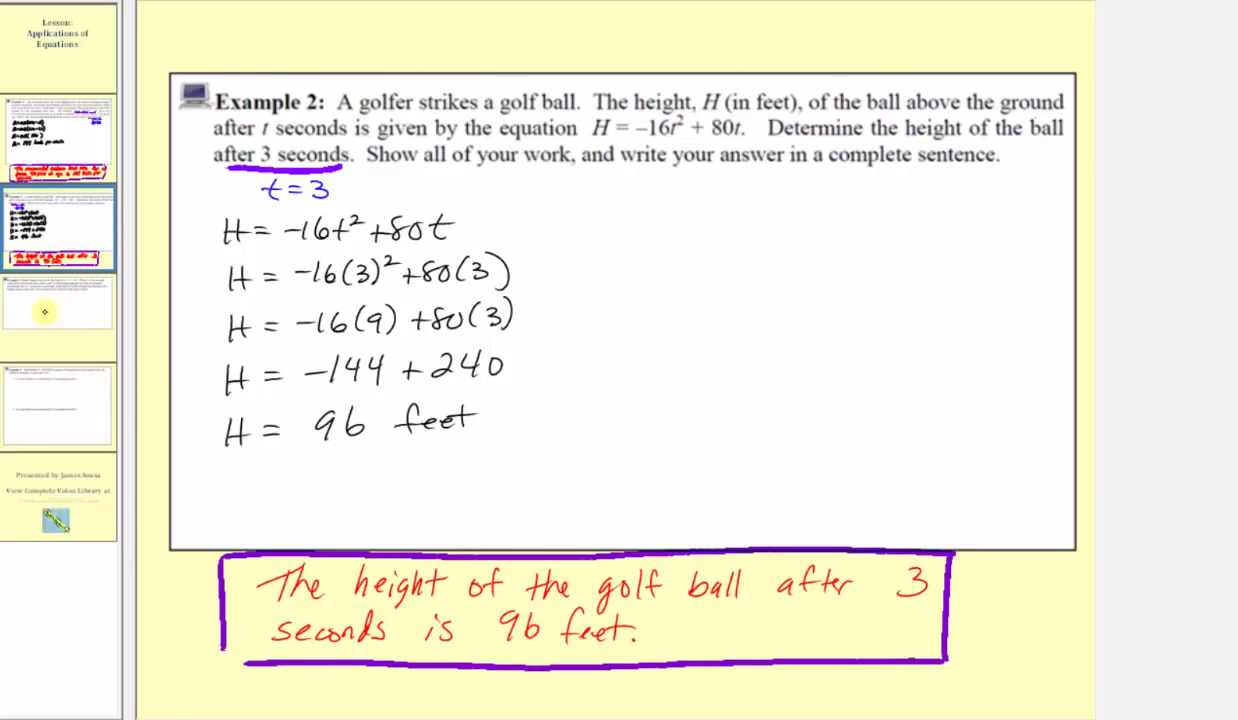 Lesson:
Applications of
Equations
Presented by James Sousa
View Complete Video Library at
Example 2: A golfer strikes a golf ball. The height, H (in feet), of the ball above the ground
after t seconds is given by the equation H = –16t² + 80t. Determine the height of the ball
after 3 seconds. Show all of your work, and write your answer in a complete sentence.
t = 3
H = -16t² + 80t
H = -16(3)² + 80(3)
H = -16(9) + 80(3)
H = -144 + 240
H = 96 feet
The height of the golf ball after 3
seconds is 96 feet.